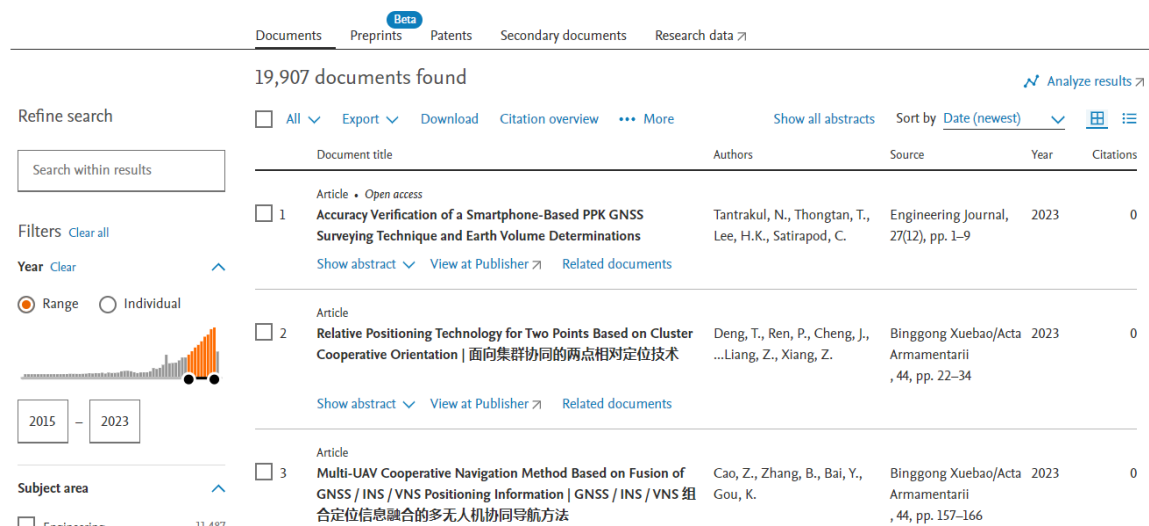 Beta
Documents Preprints Patents Secondary documents Research data
19,907 documents found
Analyze results
Refine search
All Export Download Citation overview ••• More Show all abstracts Sort by Date (newest)
Document title Authors Source Year Citations
Search within results
Filters Clear all
Year Clear
Range Individual
2015 – 2023
Subject area
Engineering 11,487
Article • Open access
1 Accuracy Verification of a Smartphone-Based PPK GNSS
Surveying Technique and Earth Volume Determinations
Tantrakul, N., Thongtan, T.,
Lee, H.K., Satirapod, C.
Engineering Journal,
27(12), pp. 1–9
2023
0
Show abstract View at Publisher Related documents
Article
2 Relative Positioning Technology for Two Points Based on Cluster
Cooperative Orientation | 面向集群协同的两点相对定位技术
Deng, T., Ren, P., Cheng, J.,
...Liang, Z., Xiang, Z.
Binggong Xuebao/Acta
Armamentarii
, 44, pp. 22–34
2023
0
Show abstract View at Publisher Related documents
Article
3 Multi-UAV Cooperative Navigation Method Based on Fusion of
GNSS / INS / VNS Positioning Information | GNSS / INS / VNS 组
合定位信息融合的多无人机协同导航方法
Cao, Z., Zhang, B., Bai, Y.,
Gou, K.
Binggong Xuebao/Acta
Armamentarii
, 44, pp. 157–166
2023
0